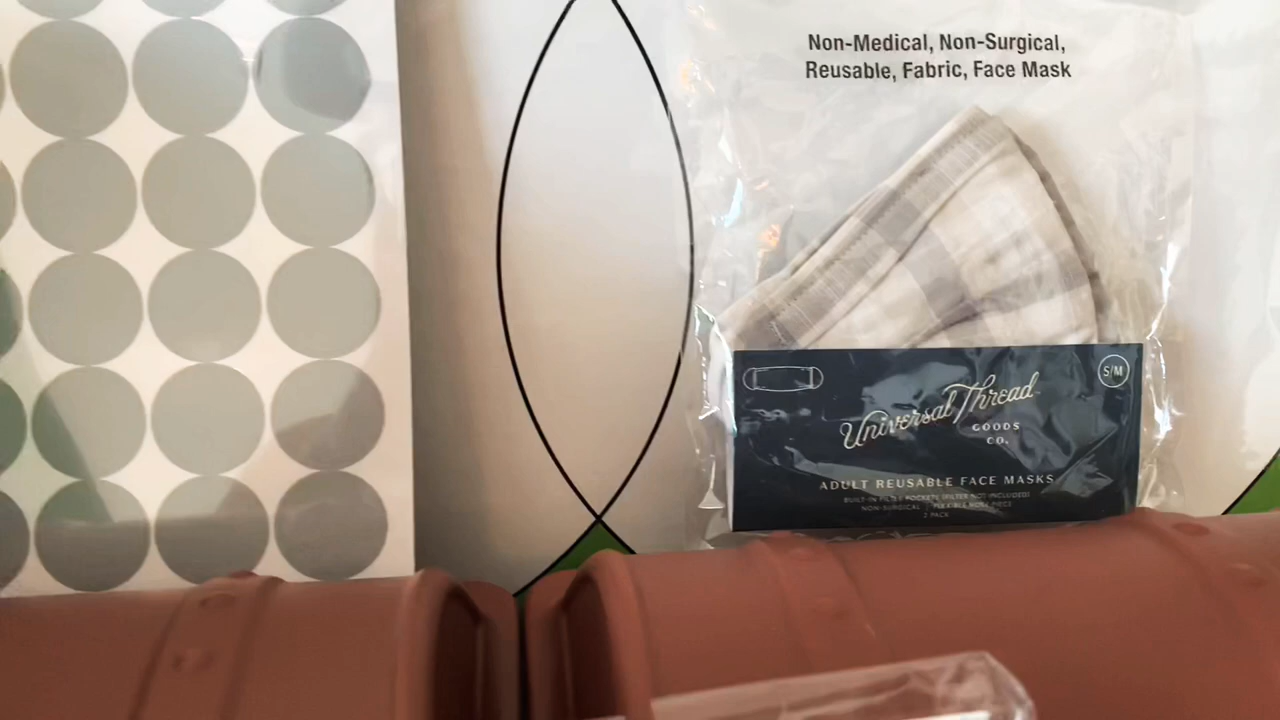 Non-Medical, Non-Surgical,
Reusable, Fabric, Face Mask
S/M
Universal Thread
GOODS
CO.
ADULT REUSABLE FACE MASKS
BUILT-IN FILTER POCKETS (FILTER NOT INCLUDED)
NON-SURGICAL | FLEXIBLE NOSE PIECE
2 PACK